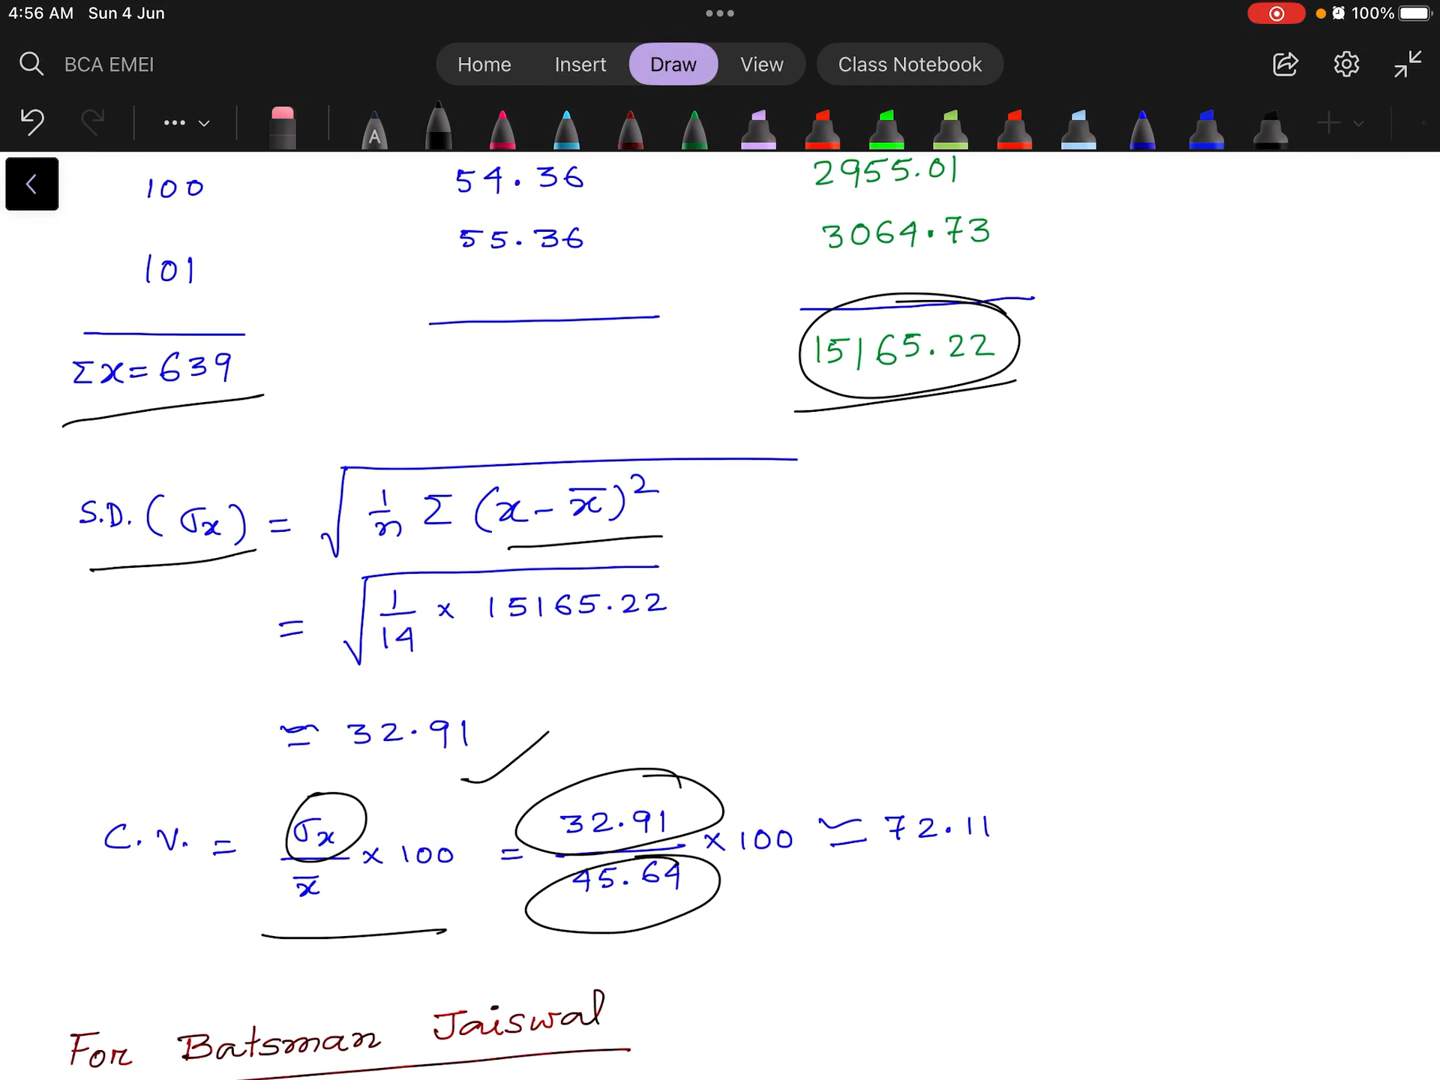 4:56 AM Sun 4 Jun
100%
BCA EMEI
Home Insert Draw View Class Notebook
A
100 54.36 2955.01
101 55.36 3064.73
Σx=639 15165.22
S.D. (σx) = √(1/n Σ (x-x̅)²)
= √(1/14 x 15165.22)
≃ 32.91
C.V. = σx/x̅ x 100 = 32.91/45.64 x 100 ≃ 72.11
For Batsman Jaiswal